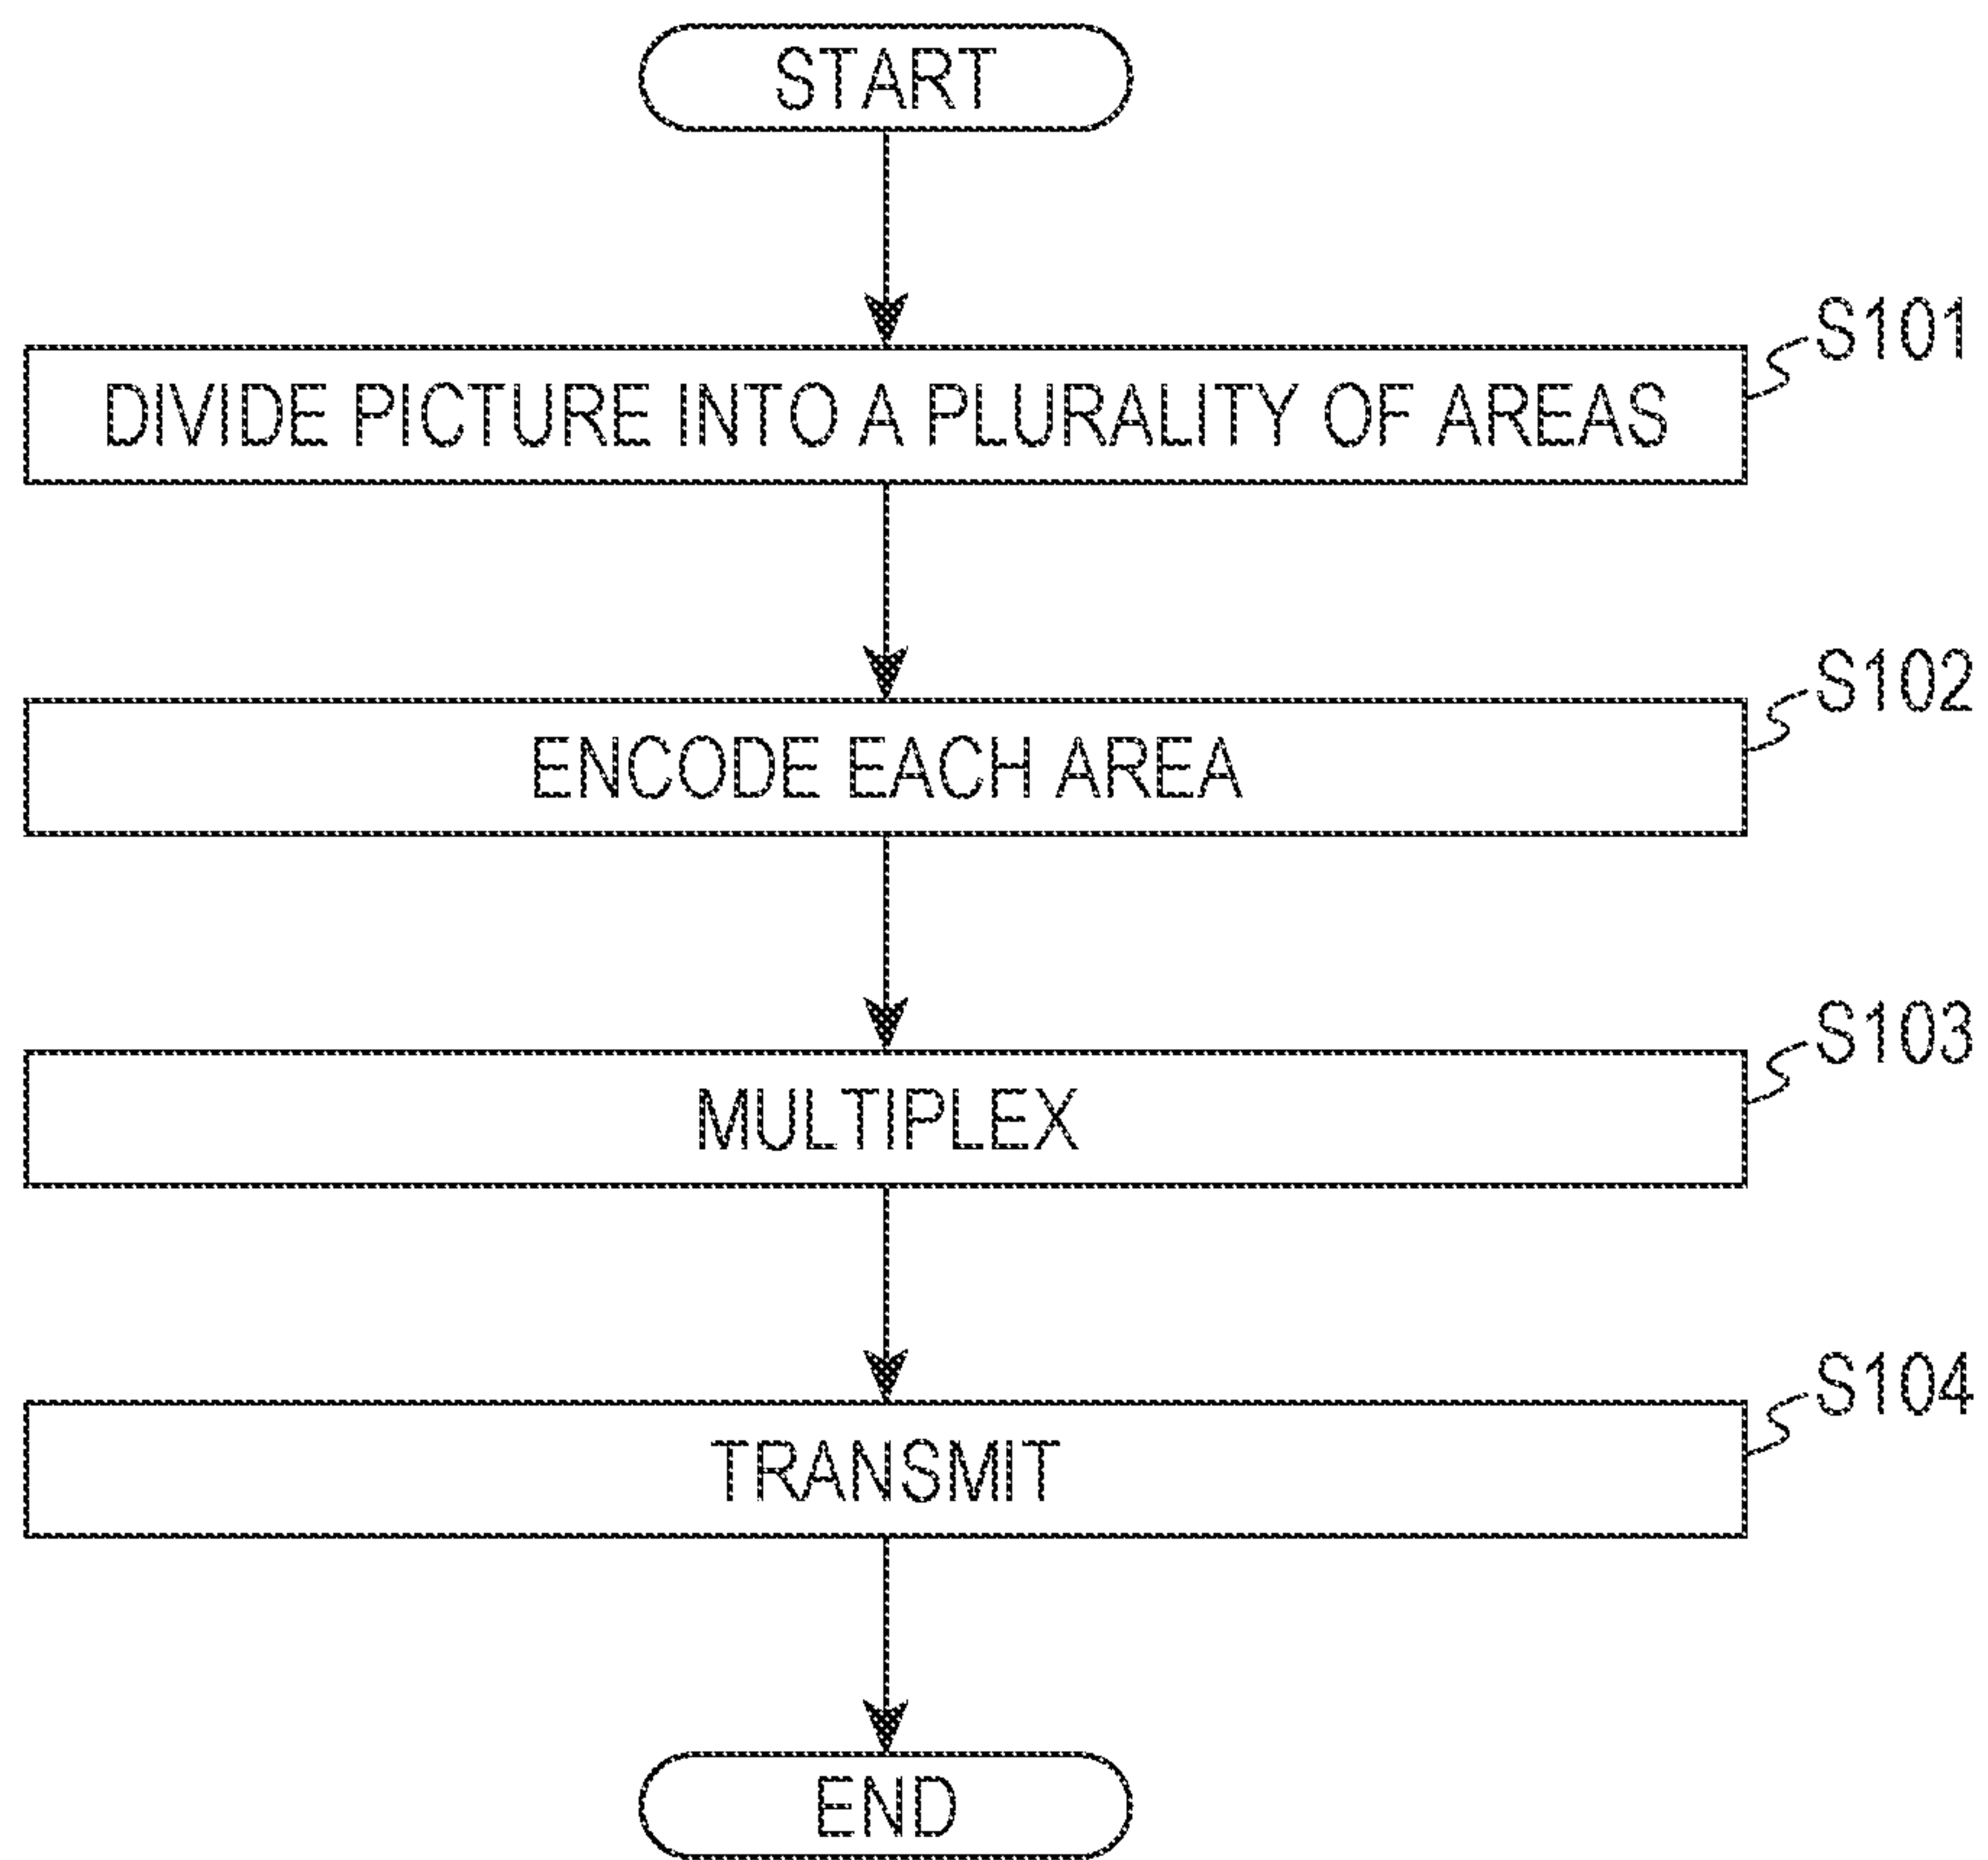 START
S101
DIVIDE PICTURE INTO A PLURALITY OF AREAS
S102
ENCODE EACH AREA
S103
MULTIPLEX
S104
TRANSMIT
END